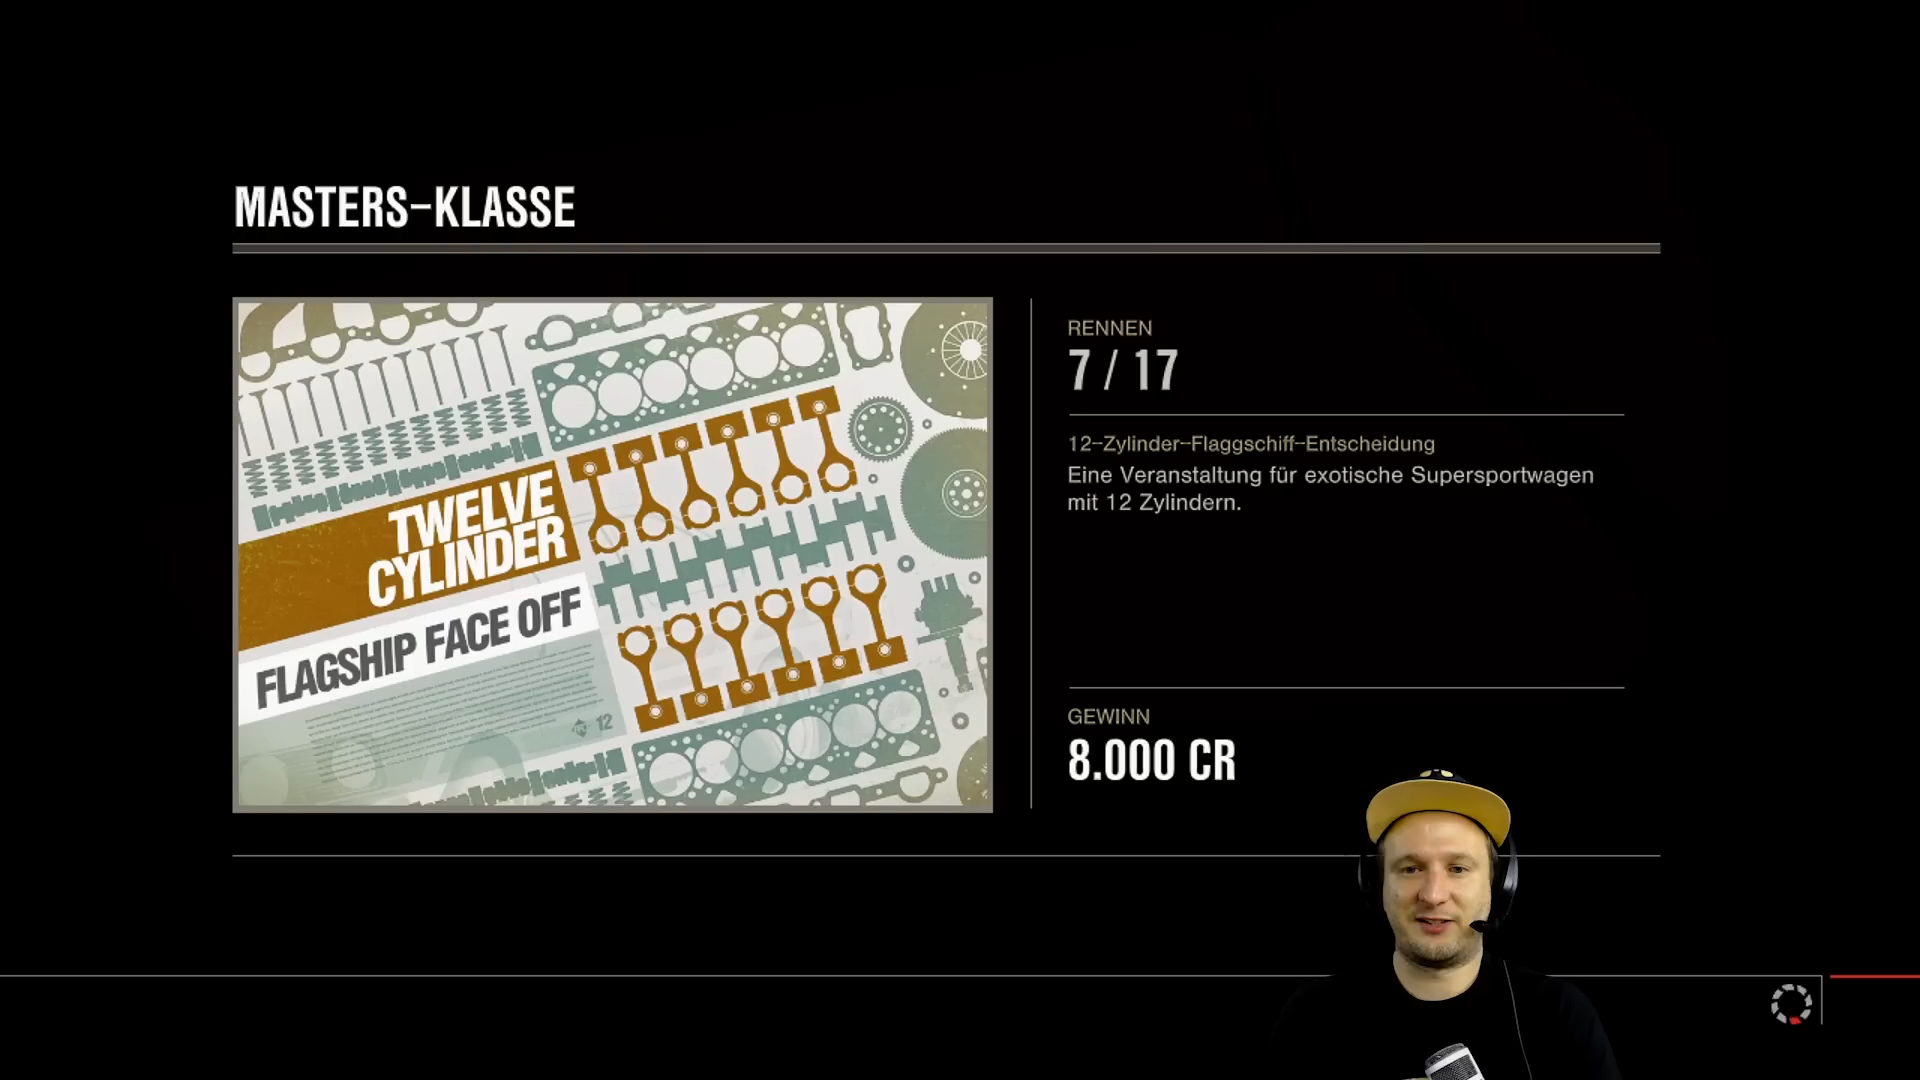 MASTERS-KLASSE
TWELVE
CYLINDER
FLAGSHIP FACE OFF
12
RENNEN
7 / 17
12-Zylinder-Flaggschiff-Entscheidung
Eine Veranstaltung für exotische Supersportwagen
mit 12 Zylindern.
GEWINN
8.000 CR